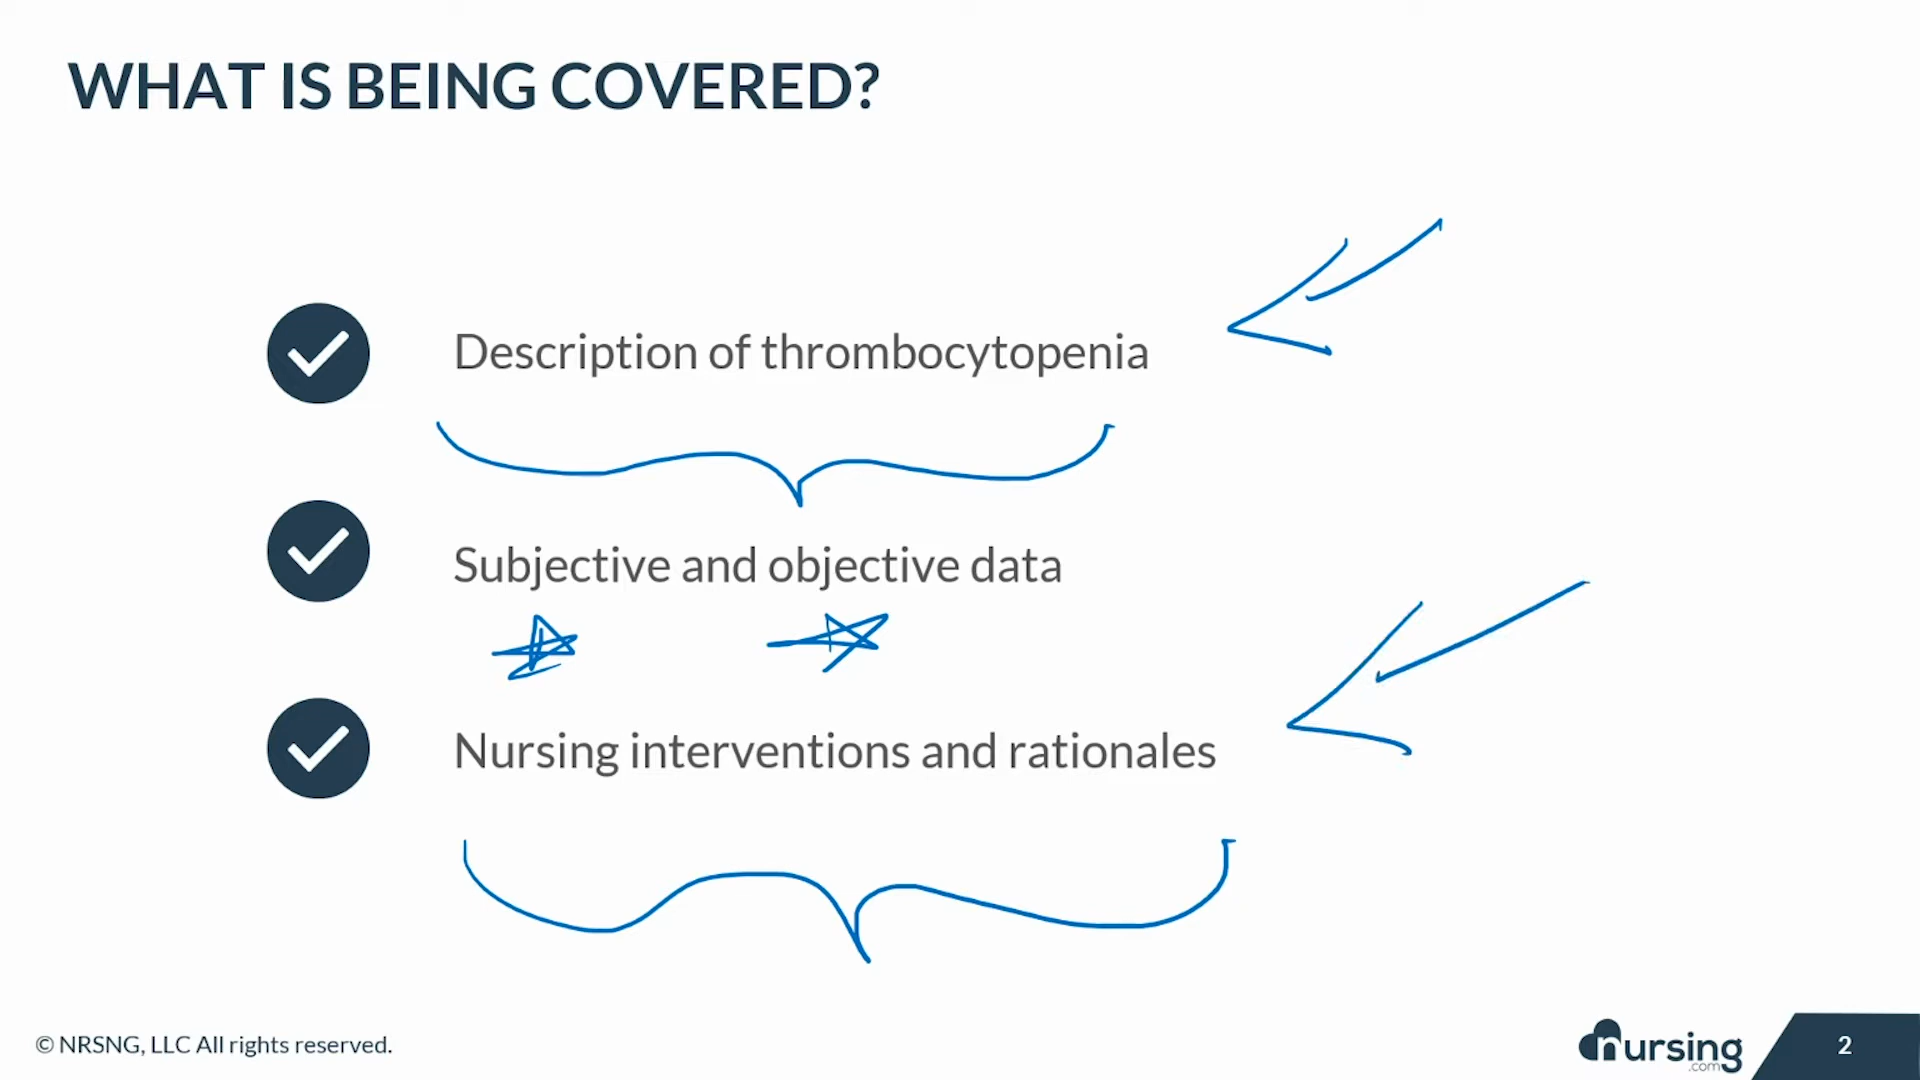 WHAT IS BEING COVERED?
Description of thrombocytopenia
Subjective and objective data
Nursing interventions and rationales
© NRSNG, LLC All rights reserved.
nursing
.com
2